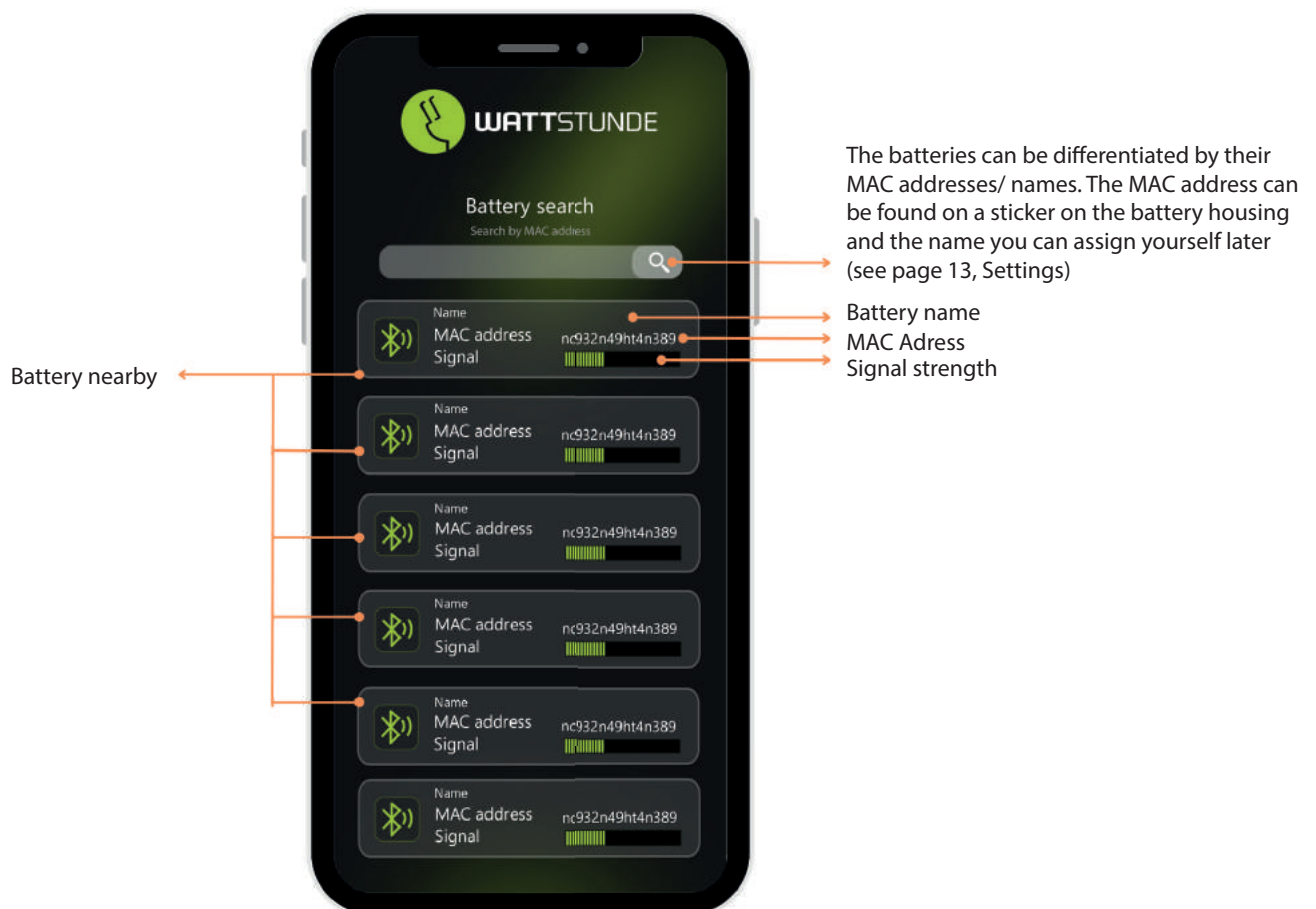 WATTSTUNDE
Battery search
Search by MAC address
The batteries can be differentiated by their
MAC addresses/ names. The MAC address can
be found on a sticker on the battery housing
and the name you can assign yourself later
(see page 13, Settings)
Name
MAC address nc932n49ht4n389
Signal
Battery name
MAC Adress
Signal strength
Battery nearby
Name
MAC address nc932n49ht4n389
Signal
Name
MAC address nc932n49ht4n389
Signal
Name
MAC address nc932n49ht4n389
Signal
Name
MAC address nc932n49ht4n389
Signal
Name
MAC address nc932n49ht4n389
Signal